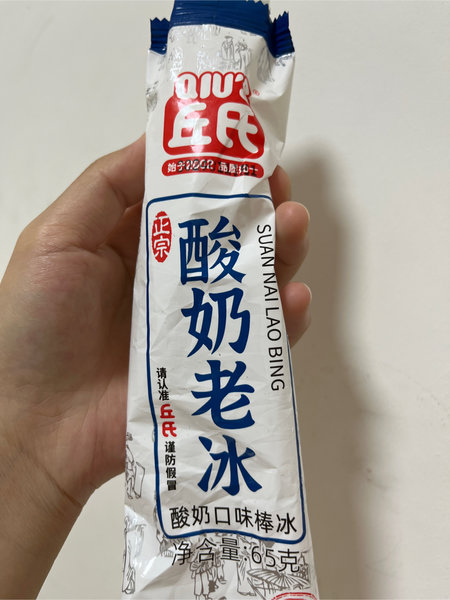 QIU'S®
丘氏
正宗
酸奶老冰
SUAN NAI LAO BING
请认准丘氏谨防假冒
酸奶口味棒冰
净含量:65克